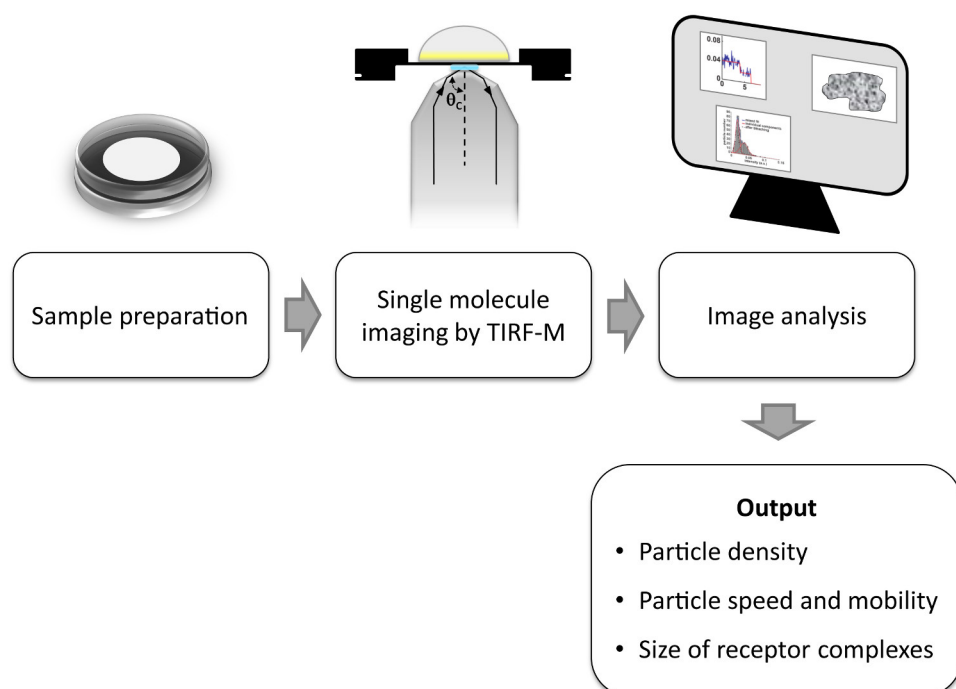 θc
0.08
0.04
0
0
5
Sample preparation
Single molecule
imaging by TIRF-M
Image analysis
Output
• Particle density
• Particle speed and mobility
• Size of receptor complexes